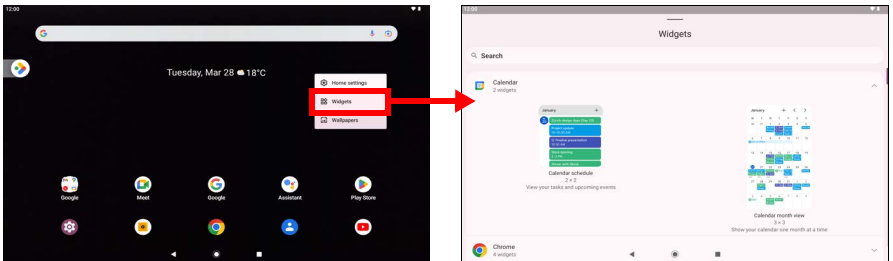 12:00
Tuesday, Mar 28 18°C
Home settings
Widgets
Wallpapers
Google
Meet
Google
Assistant
Play Store
12:00
Widgets
Search
Calendar
2 widgets
January
Project update
Calendar schedule
2 × 2
View your tasks and upcoming events
January
Calendar month view
3 × 3
Show your calendar one month at a time
Chrome
4 widgets